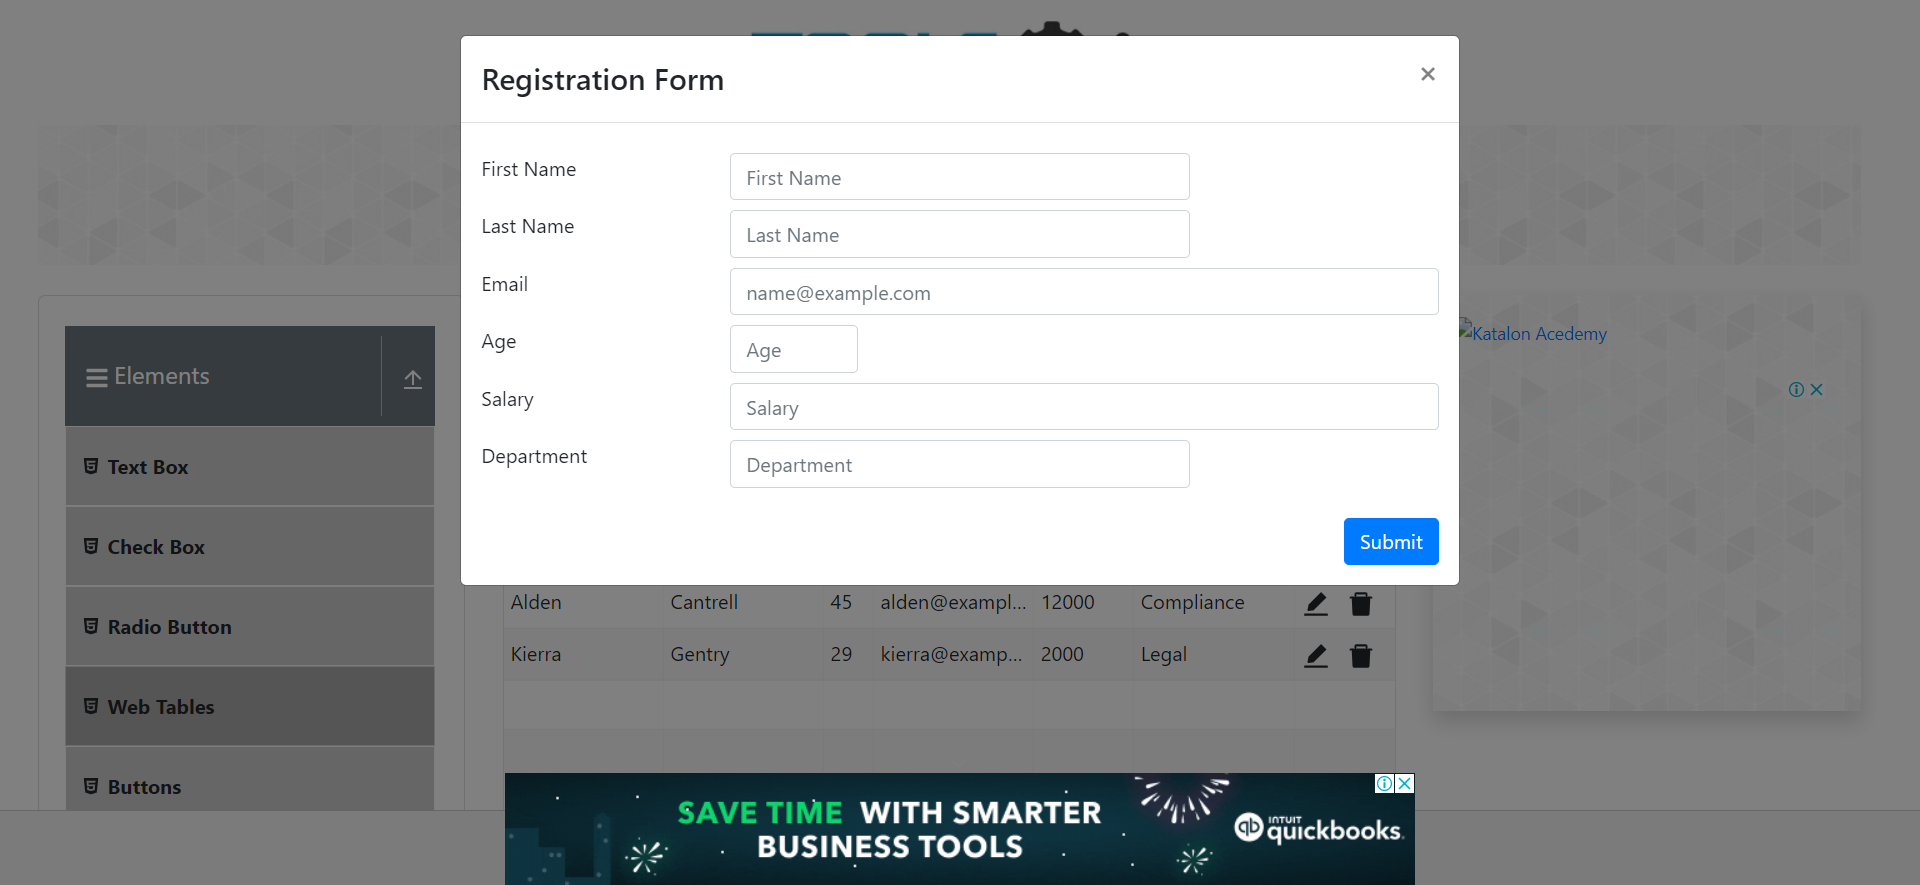 Registration Form
×
First Name
First Name
Last Name
Last Name
Email
name@example.com
Age
Age
Salary
Salary
Department
Department
Submit
Elements
Text Box
Check Box
Radio Button
Web Tables
Buttons
Alden Cantrell 45 alden@exampl... 12000 Compliance
Kierra Gentry 29 kierra@examp... 2000 Legal
Katalon Acedemy
SAVE TIME WITH SMARTER
BUSINESS TOOLS
INTUIT
quickbooks.